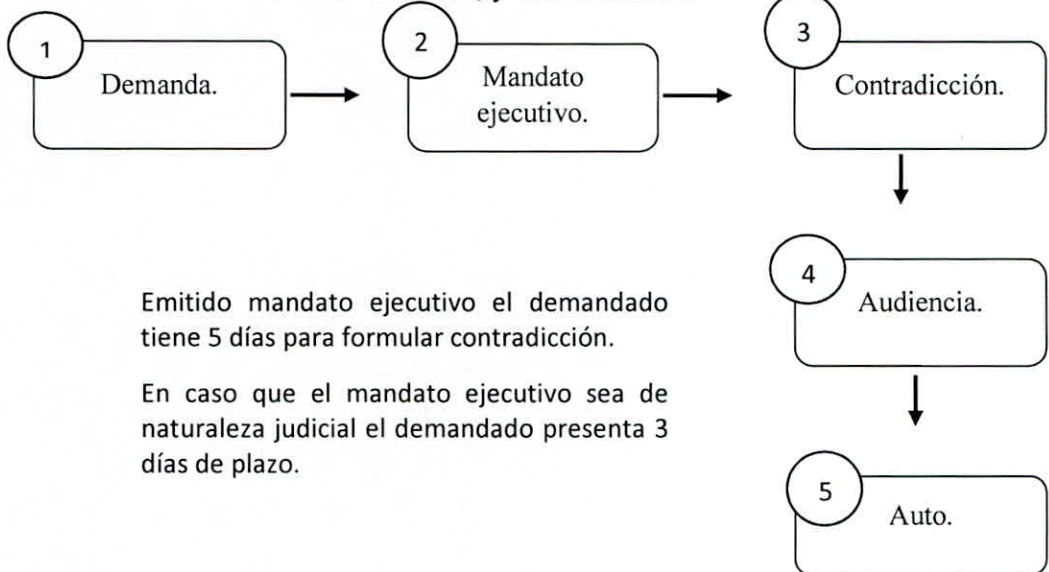 1
Demanda.
2
Mandato
ejecutivo.
3
Contradicción.
4
Audiencia.
Emitido mandato ejecutivo el demandado
tiene 5 días para formular contradicción.
En caso que el mandato ejecutivo sea de
naturaleza judicial el demandado presenta 3
días de plazo.
5
Auto.